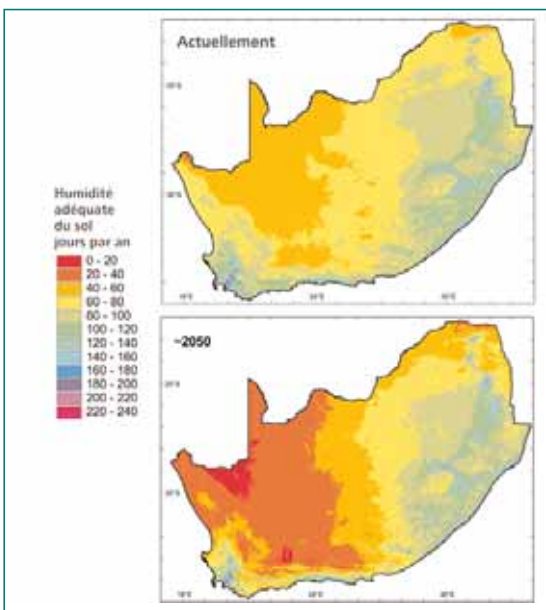 Actuellement
Humidité
adéquate
du sol
jours par an
0 - 20
20 - 40
40 - 60
60 - 80
80 - 100
100 - 120
120 - 140
140 - 160
160 - 180
180 - 200
200 - 220
220 - 240
~2050